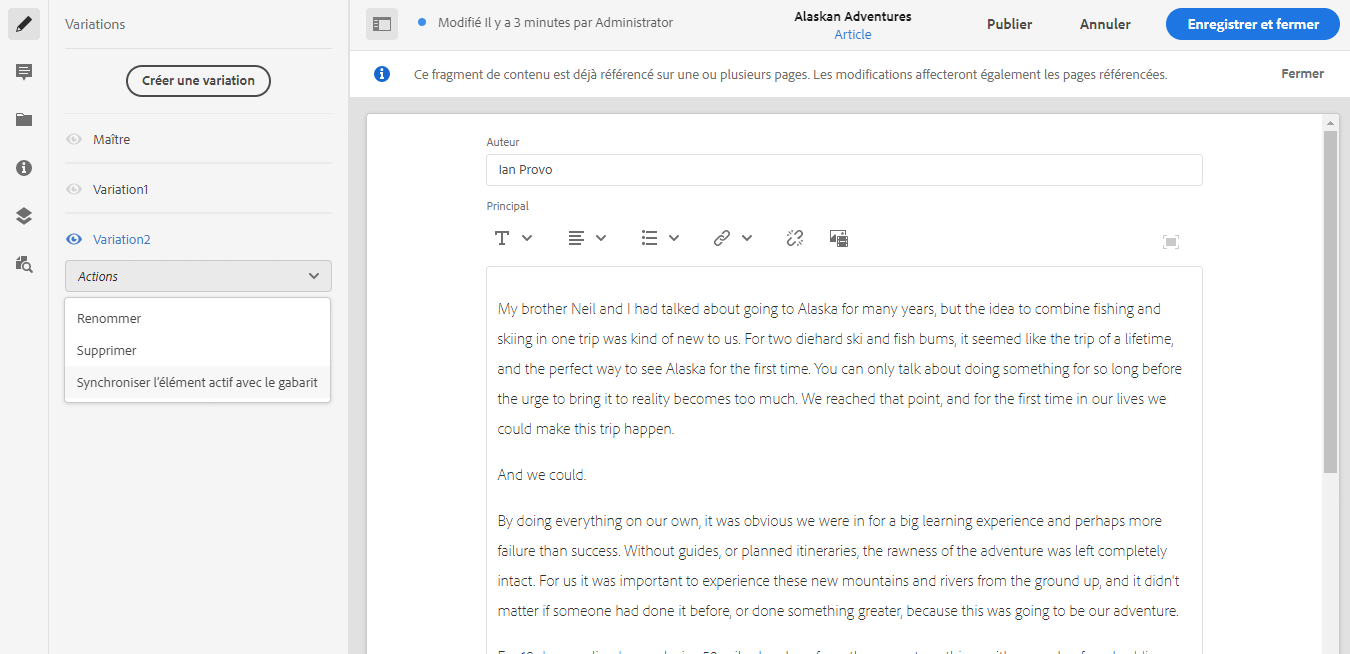 Variations
Créer une variation
Maître
Variation1
Variation2
Actions
Renommer
Supprimer
Synchroniser l’élément actif avec le gabarit
Modifié Il y a 3 minutes par Administrator
Alaskan Adventures
Article
Publier
Annuler
Enregistrer et fermer
Ce fragment de contenu est déjà référencé sur une ou plusieurs pages. Les modifications affecteront également les pages référencées.
Fermer
Auteur
Ian Provo
Principal
My brother Neil and I had talked about going to Alaska for many years, but the idea to combine fishing and
skiing in one trip was kind of new to us. For two diehard ski and fish bums, it seemed like the trip of a lifetime,
and the perfect way to see Alaska for the first time. You can only talk about doing something for so long before
the urge to bring it to reality becomes too much. We reached that point, and for the first time in our lives we
could make this trip happen.
And we could.
By doing everything on our own, it was obvious we were in for a big learning experience and perhaps more
failure than success. Without guides, or planned itineraries, the rawness of the adventure was left completely
intact. For us it was important to experience these new mountains and rivers from the ground up, and it didn't
matter if someone had done it before, or done something greater, because this was going to be our adventure.